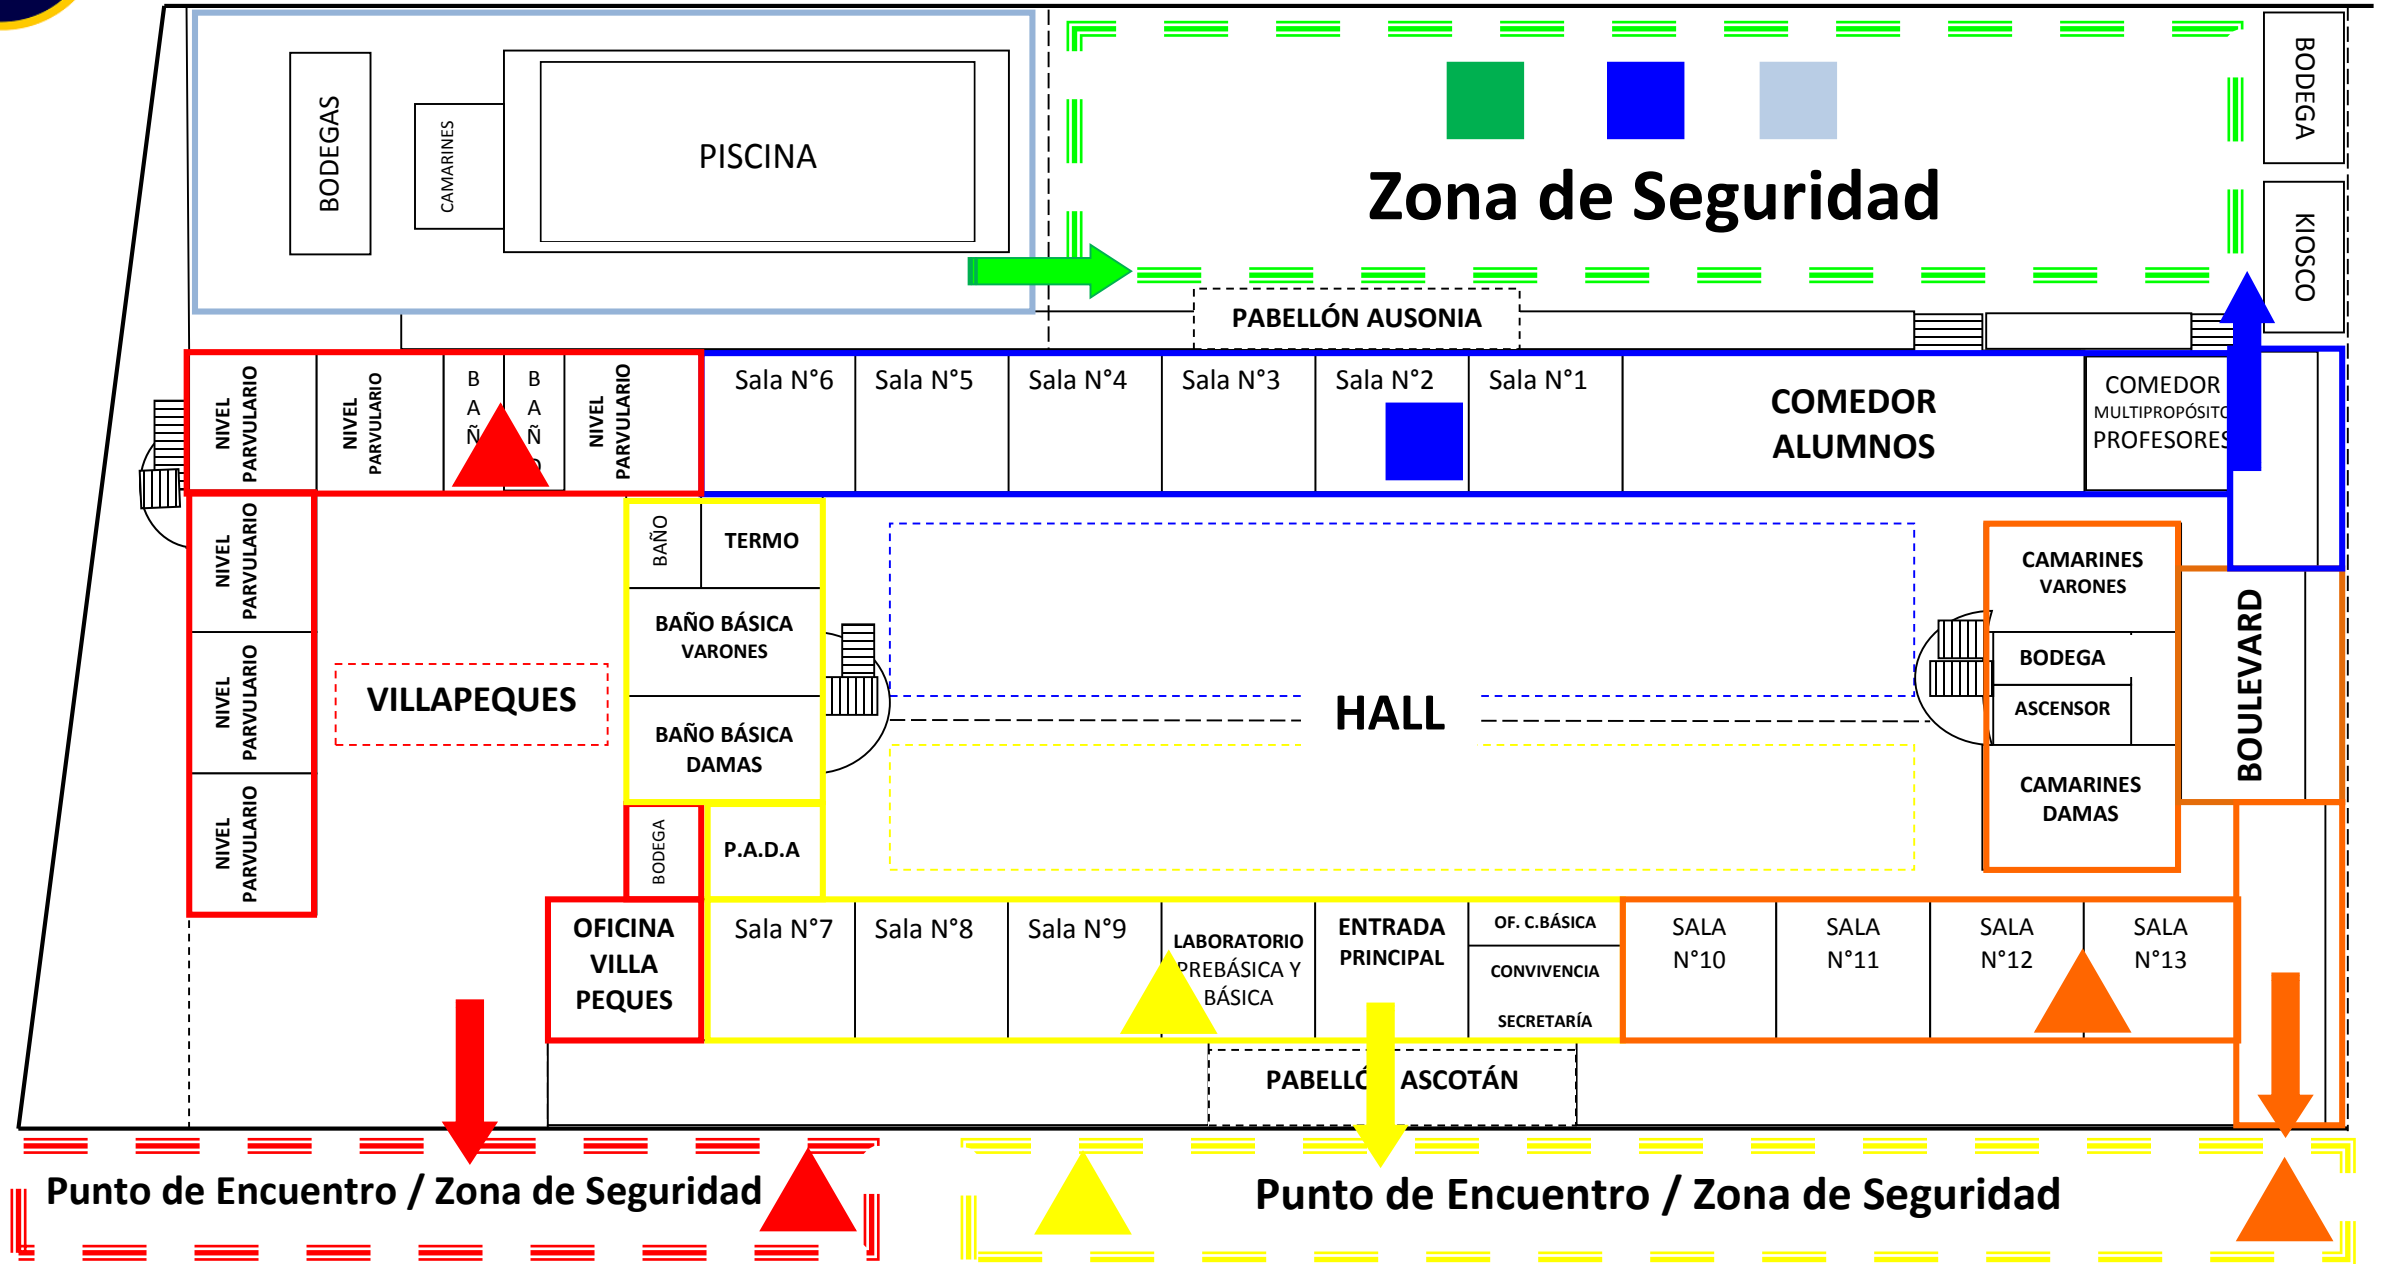 BODEGAS
CAMARINES
PISCINA
Zona de Seguridad
BODEGA
KIOSCO
PABELLÓN AUSONIA
NIVEL
PARVULARIO
NIVEL
PARVULARIO
B
A
Ñ
B
A
Ñ
O
NIVEL
PARVULARIO
Sala N°6
Sala N°5
Sala N°4
Sala N°3
Sala N°2
Sala N°1
COMEDOR
ALUMNOS
COMEDOR
MULTIPROPÓSITO
PROFESORES
NIVEL
PARVULARIO
NIVEL
PARVULARIO
NIVEL
PARVULARIO
VILLAPEQUES
BAÑO
TERMO
BAÑO BÁSICA
VARONES
BAÑO BÁSICA
DAMAS
BODEGA
P.A.D.A
HALL
CAMARINES
VARONES
BODEGA
ASCENSOR
CAMARINES
DAMAS
BOULEVARD
OFICINA
VILLA
PEQUES
Sala N°7
Sala N°8
Sala N°9
LABORATORIO
PREBÁSICA Y
BÁSICA
ENTRADA
PRINCIPAL
OF. C.BÁSICA
CONVIVENCIA
SECRETARÍA
SALA
N°10
SALA
N°11
SALA
N°12
SALA
N°13
PABELLÓN ASCOTÁN
Punto de Encuentro / Zona de Seguridad
Punto de Encuentro / Zona de Seguridad